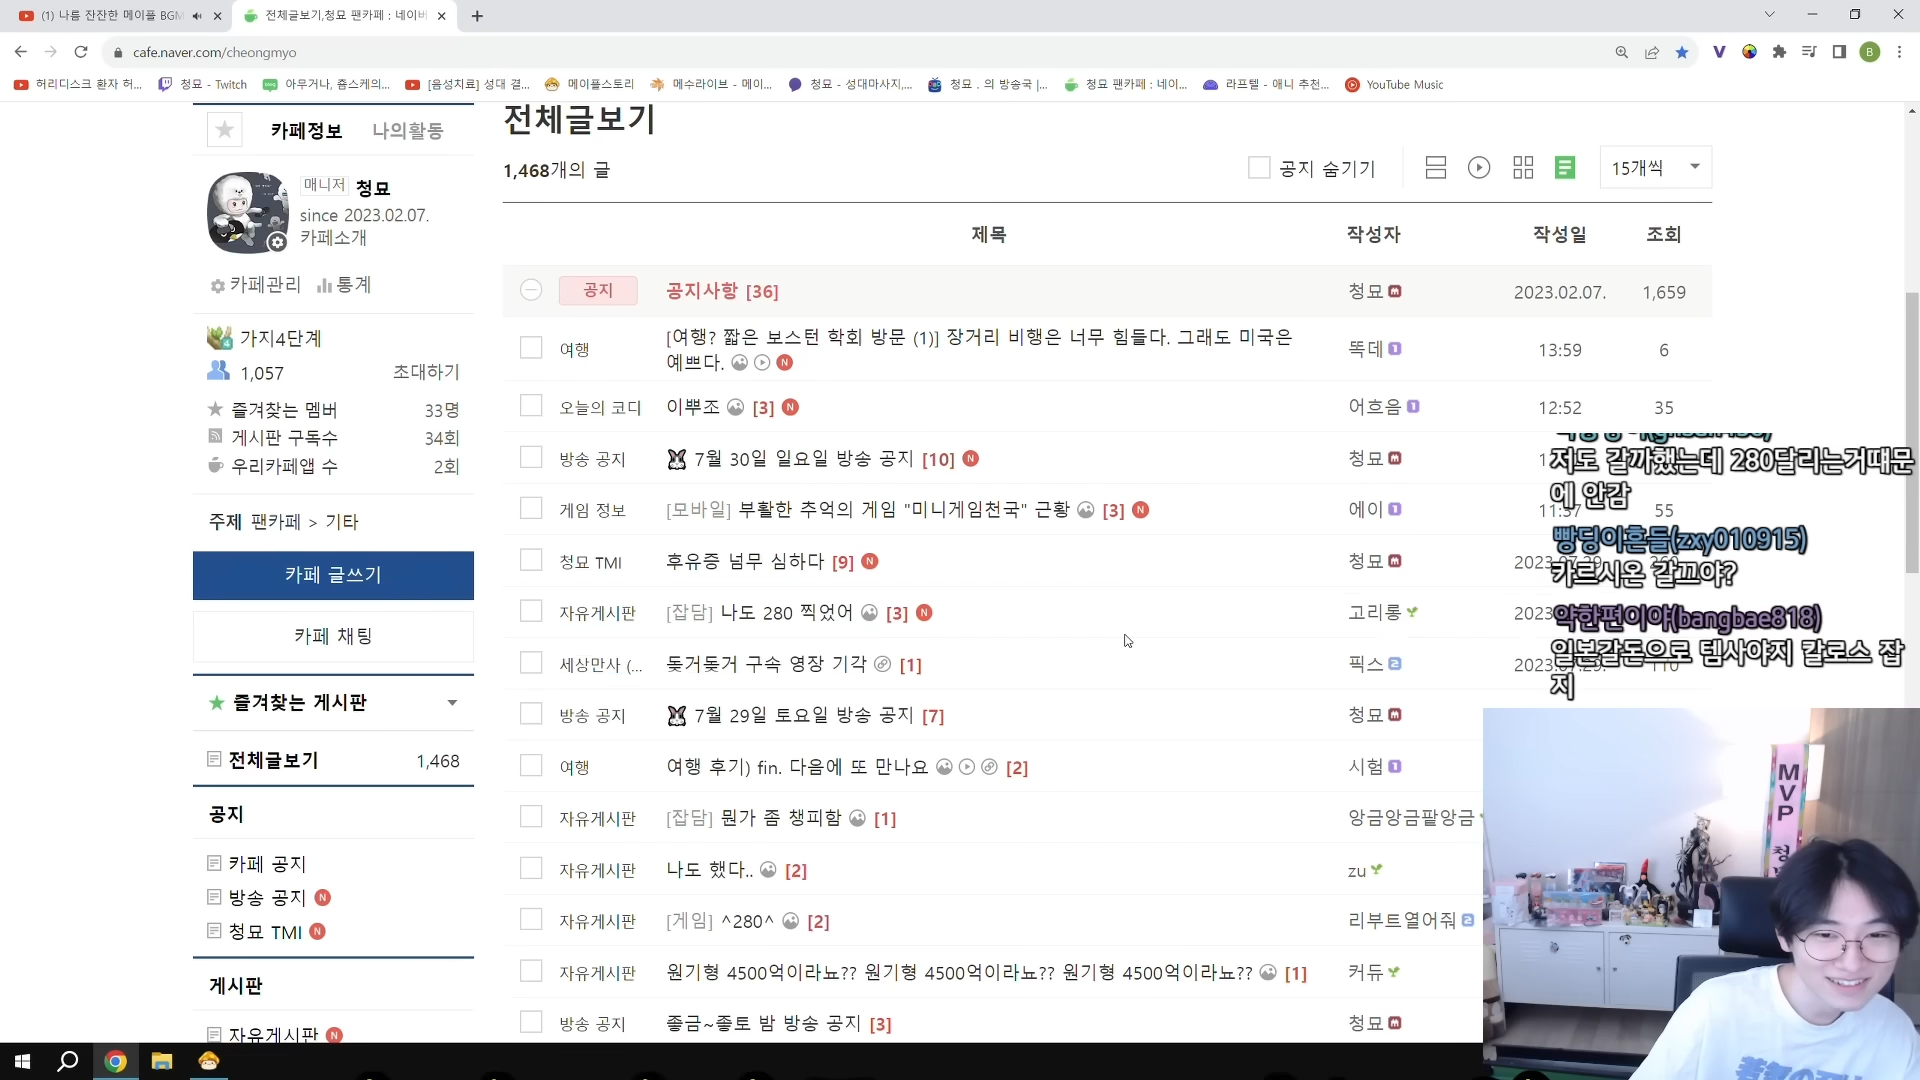 (1) 나름 잔잔한 메이플 BGM
전체글보기,청묘 팬카페 : 네이버
cafe.naver.com/cheongmyo
B
허리디스크 환자 허...
청묘 - Twitch
아무거나, 쥼스케의...
[음성치료] 성대 결...
메이플스토리
메수라이브 - 메이...
청묘 - 성대마사지,...
청묘 . 의 방송국 |...
청묘 팬카페 : 네이...
라프텔 - 애니 추천...
YouTube Music
카페정보 나의활동
매니저 청묘
since 2023.02.07.
카페소개
카페관리 통계
가지4단계
1,057 초대하기
즐겨찾는 멤버 33명
게시판 구독수 34회
우리카페앱 수 2회
주제 팬카페 > 기타
카페 글쓰기
카페 채팅
즐겨찾는 게시판
전체글보기 1,468
공지
카페 공지
방송 공지 N
청묘 TMI N
게시판
자유게시판 N
전체글보기
1,468개의 글
공지 숨기기
15개씩
제목 작성자 작성일 조회
공지 공지사항 [36] 청묘 2023.02.07. 1,659
여행 [여행? 짧은 보스턴 학회 방문 (1)] 장거리 비행은 너무 힘들다. 그래도 미국은
예쁘다. N 똑데 1 13:59 6
오늘의 코디 이뿌조 [3] N 어흐음 1 12:52 35
방송 공지 7월 30일 일요일 방송 공지 [10] N 청묘
게임 정보 [모바일] 부활한 추억의 게임 "미니게임천국" 근황 [3] N 에이 1 11:37 55
청묘 TMI 후유증 넘무 심하다 [9] N 청묘
자유게시판 [잡담] 나도 280 찍었어 [3] N 고리롱
세상만사 (... 돚거돚거 구속 영장 기각 [1] 픽스 2
방송 공지 7월 29일 토요일 방송 공지 [7] 청묘
여행 여행 후기) fin. 다음에 또 만나요 [2] 시험 1
자유게시판 [잡담] 뭔가 좀 챙피함 [1] 앙금앙금팥앙금
자유게시판 나도 했다.. [2] zu
자유게시판 [게임] ^280^ [2] 리부트열어줘 2
자유게시판 원기형 4500억이라뇨?? 원기형 4500억이라뇨?? 원기형 4500억이라뇨?? [1] 커듀
방송 공지 좋금~좋토 밤 방송 공지 [3] 청묘
저도 갈까했는데 280달리는거떄문
에 안감
빵딩이흔들(zxy010915)
카르시온 갈끄야?
약한편이야(bangbae818)
일본갈돈으로 템사야지 칼로스 잡
지
MVP
청